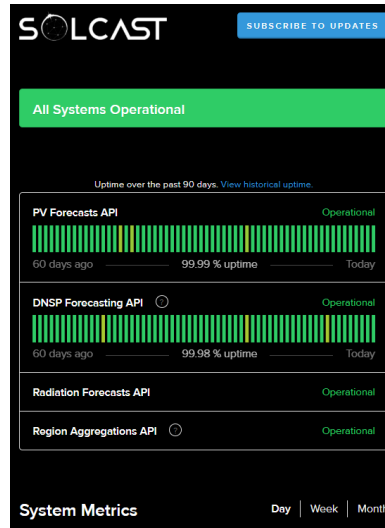 SOLCAST
SUBSCRIBE TO UPDATES
All Systems Operational
Uptime over the past 90 days. View historical uptime.
PV Forecasts API Operational
60 days ago 99.99 % uptime Today
DNSP Forecasting API ? Operational
60 days ago 99.98 % uptime Today
Radiation Forecasts API Operational
Region Aggregations API ? Operational
System Metrics Day Week Month